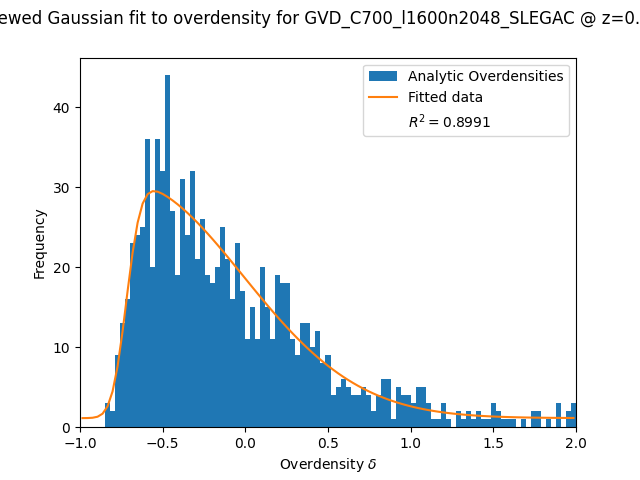 ewed Gaussian fit to overdensity for GVD_C700_l1600n2048_SLEGAC @ z=0.
Analytic Overdensities
Fitted data
R² = 0.8991
Frequency
40
30
20
10
0
−1.0 −0.5 0.0 0.5 1.0 1.5 2.0
Overdensity δ